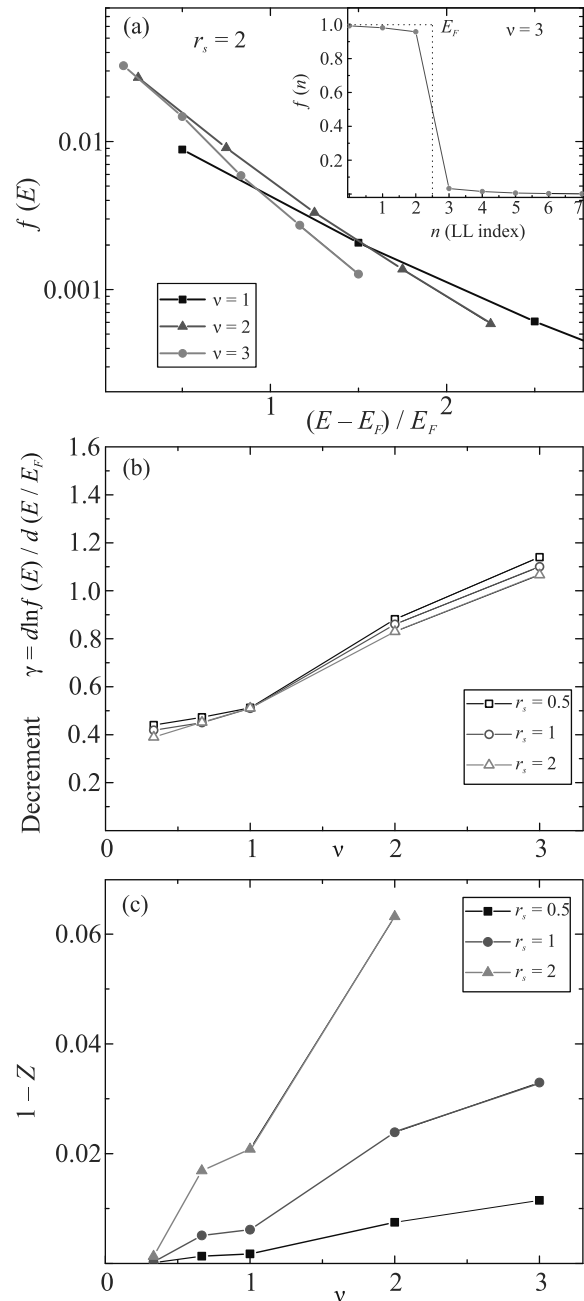 (a)
r_s = 2
1.0
0.8
0.6
0.4
0.2
f (n)
E_F
ν = 3
0 1 2 3 4 5 6 7
n (LL index)
0.01
0.001
f (E)
ν = 1
ν = 2
ν = 3
1 2
(E – E_F) / E_F
(b)
1.6
1.4
1.2
1.0
0.8
0.6
0.4
0.2
Decrement γ = dlnf (E) / d (E / E_F)
r_s = 0.5
r_s = 1
r_s = 2
0 1 ν 2 3
(c)
0.06
0.04
0.02
1 – Z
r_s = 0.5
r_s = 1
r_s = 2
0 1 ν 2 3